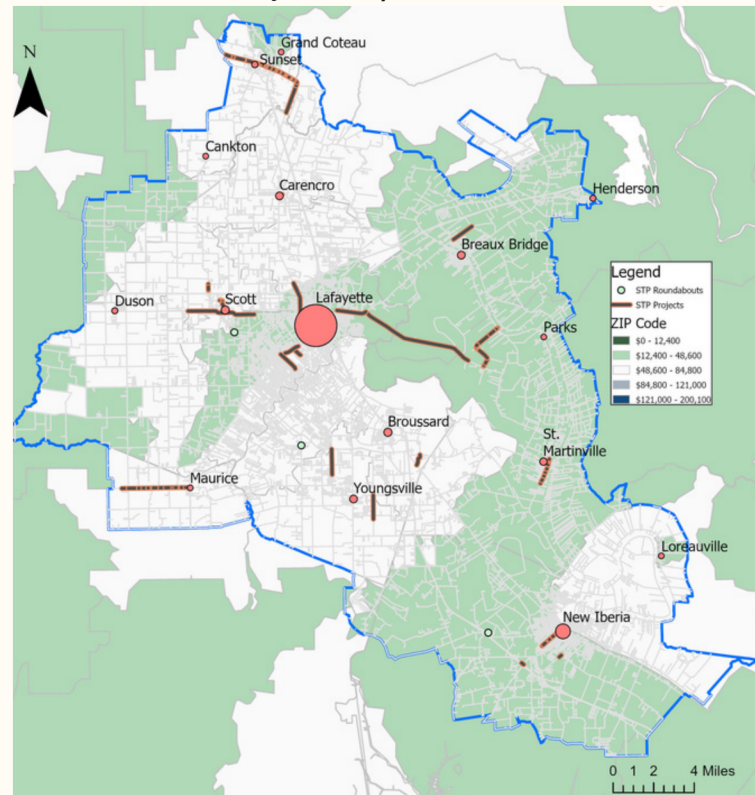 N
Grand Coteau
Sunset
Cankton
Carencro
Henderson
Breaux Bridge
Duson
Scott
Lafayette
Parks
Legend
STP Roundabouts
STP Projects
ZIP Code
$0 - 12,400
$12,400 - 48,600
$48,600 - 84,800
$84,800 - 121,000
$121,000 - 200,100
Broussard
St.
Martinville
Maurice
Youngsville
Loreauville
New Iberia
0 1 2 4 Miles